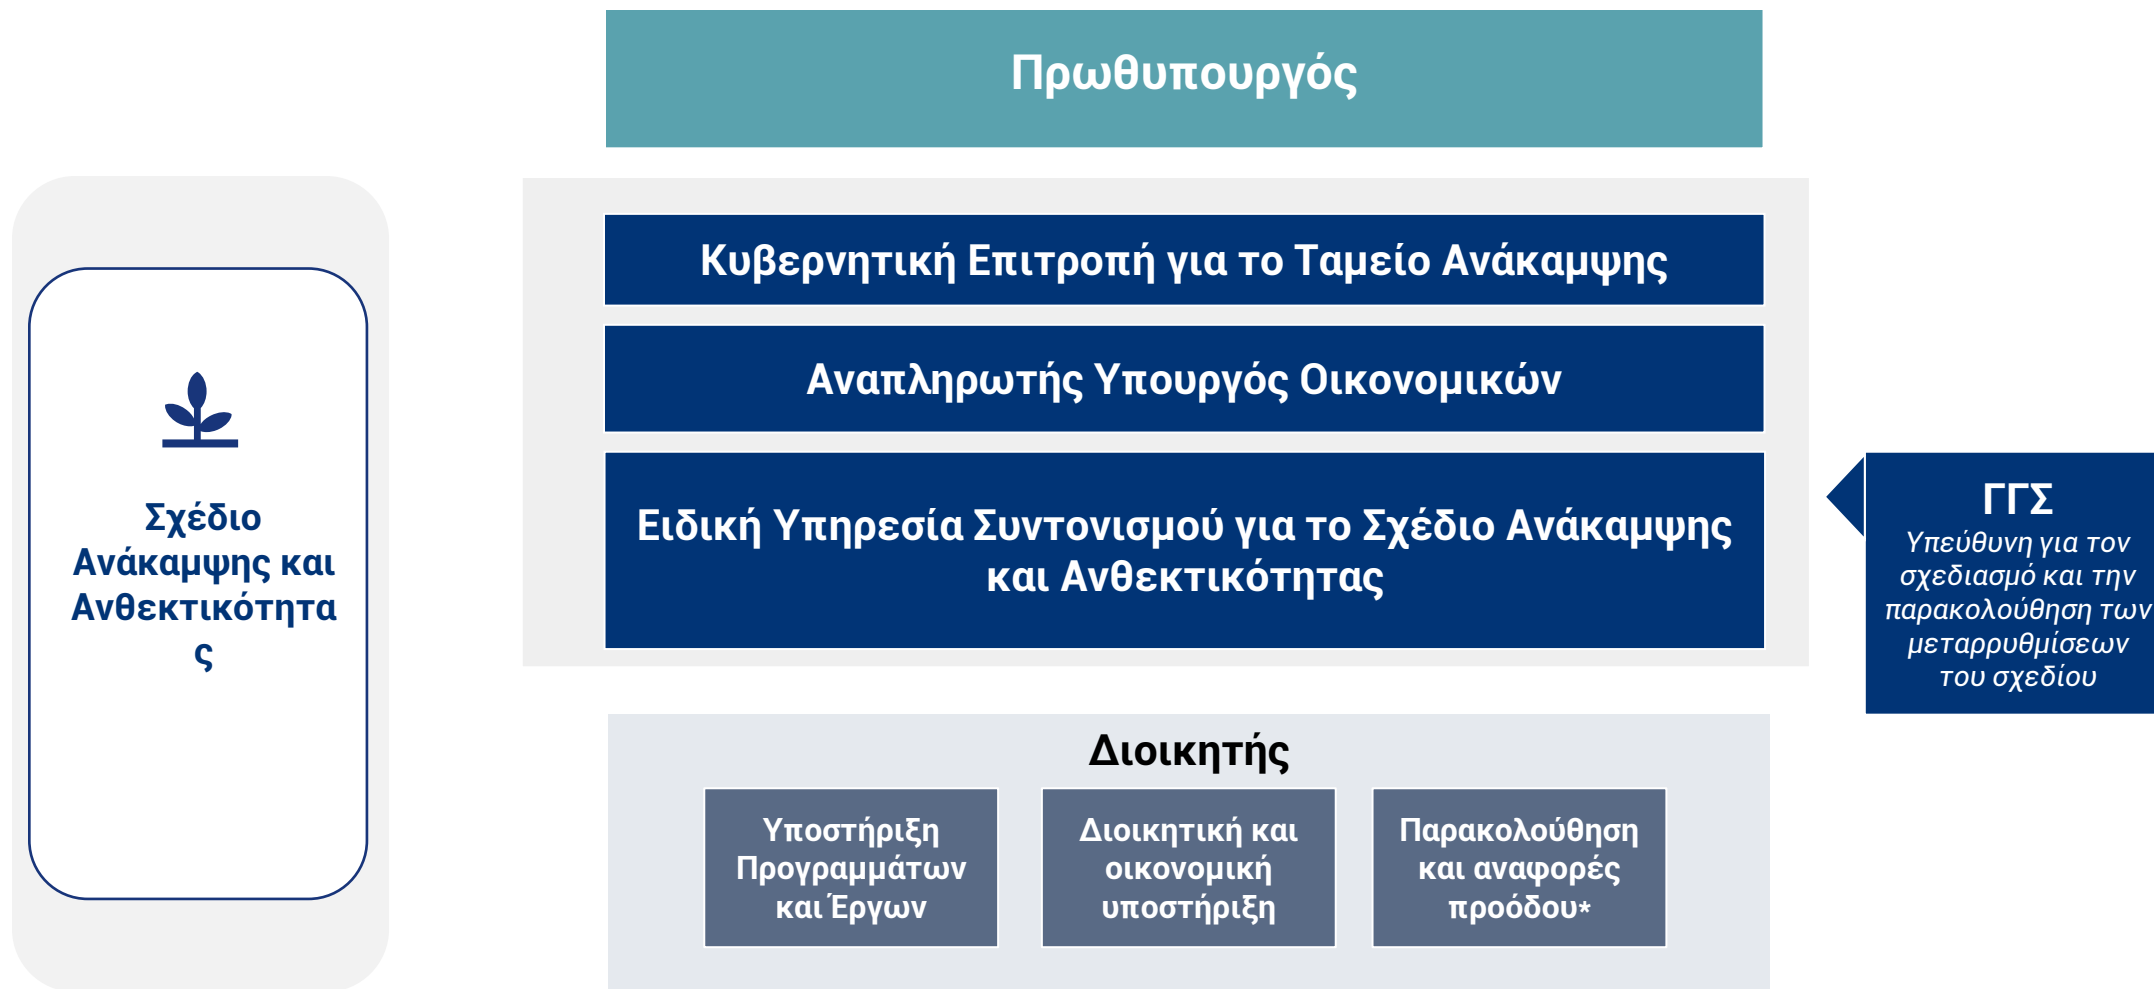 Πρωθυπουργός
Κυβερνητική Επιτροπή για το Ταμείο Ανάκαμψης
Αναπληρωτής Υπουργός Οικονομικών
Ειδική Υπηρεσία Συντονισμού για το Σχέδιο Ανάκαμψης
και Ανθεκτικότητας
Σχέδιο
Ανάκαμψης και
Ανθεκτικότητα
ς
ΓΓΣ
Υπεύθυνη για τον
σχεδιασμό και την
παρακολούθηση των
μεταρρυθμίσεων
του σχεδίου
Διοικητής
Υποστήριξη
Προγραμμάτων
και Έργων
Διοικητική και
οικονομική
υποστήριξη
Παρακολούθηση
και αναφορές
προόδου*